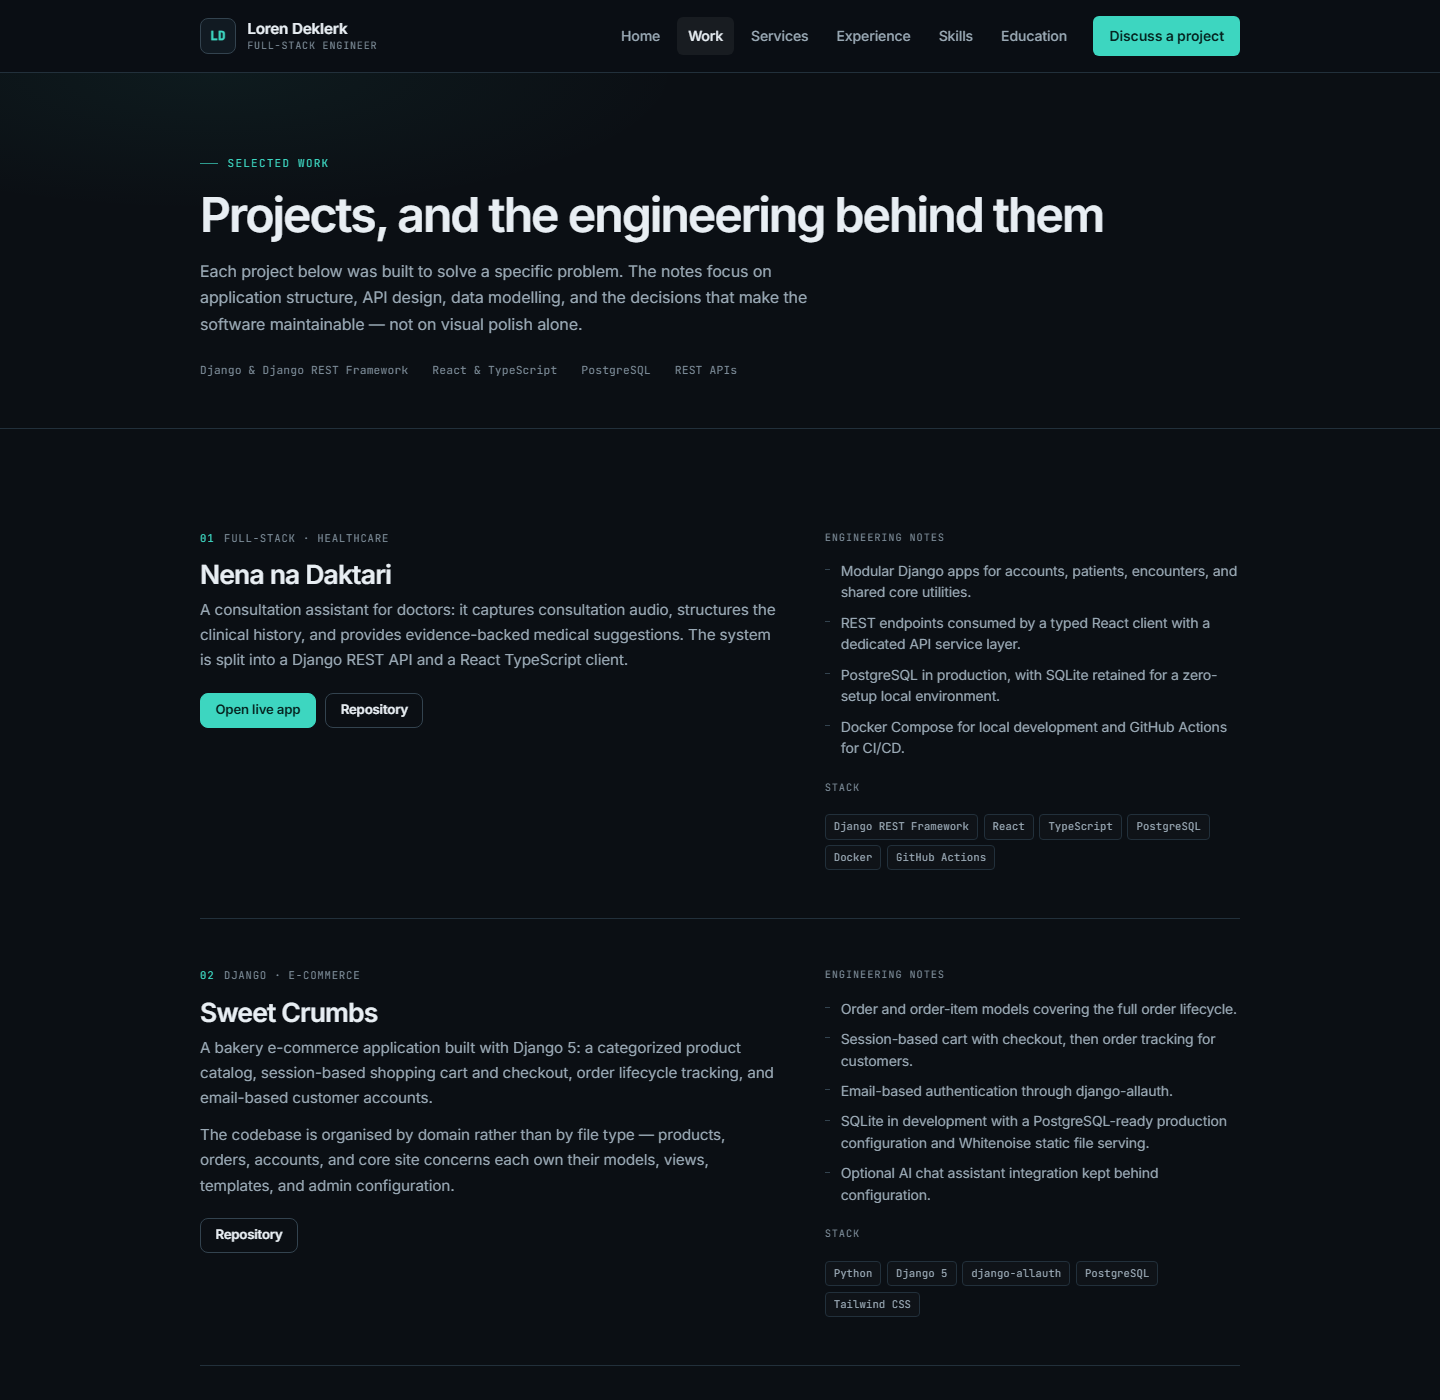 LD
Loren Deklerk
FULL-STACK ENGINEER
Home
Work
Services
Experience
Skills
Education
Discuss a project
SELECTED WORK
Projects, and the engineering behind them
Each project below was built to solve a specific problem. The notes focus on
application structure, API design, data modelling, and the decisions that make the
software maintainable — not on visual polish alone.
Django & Django REST Framework
React & TypeScript
PostgreSQL
REST APIs
01 FULL-STACK · HEALTHCARE
Nena na Daktari
A consultation assistant for doctors: it captures consultation audio, structures the
clinical history, and provides evidence-backed medical suggestions. The system
is split into a Django REST API and a React TypeScript client.
Open live app
Repository
ENGINEERING NOTES
– Modular Django apps for accounts, patients, encounters, and
shared core utilities.
– REST endpoints consumed by a typed React client with a
dedicated API service layer.
– PostgreSQL in production, with SQLite retained for a zero-
setup local environment.
– Docker Compose for local development and GitHub Actions
for CI/CD.
STACK
Django REST Framework
React
TypeScript
PostgreSQL
Docker
GitHub Actions
02 DJANGO · E-COMMERCE
Sweet Crumbs
A bakery e-commerce application built with Django 5: a categorized product
catalog, session-based shopping cart and checkout, order lifecycle tracking, and
email-based customer accounts.
The codebase is organised by domain rather than by file type — products,
orders, accounts, and core site concerns each own their models, views,
templates, and admin configuration.
Repository
ENGINEERING NOTES
– Order and order-item models covering the full order lifecycle.
– Session-based cart with checkout, then order tracking for
customers.
– Email-based authentication through django-allauth.
– SQLite in development with a PostgreSQL-ready production
configuration and Whitenoise static file serving.
– Optional AI chat assistant integration kept behind
configuration.
STACK
Python
Django 5
django-allauth
PostgreSQL
Tailwind CSS